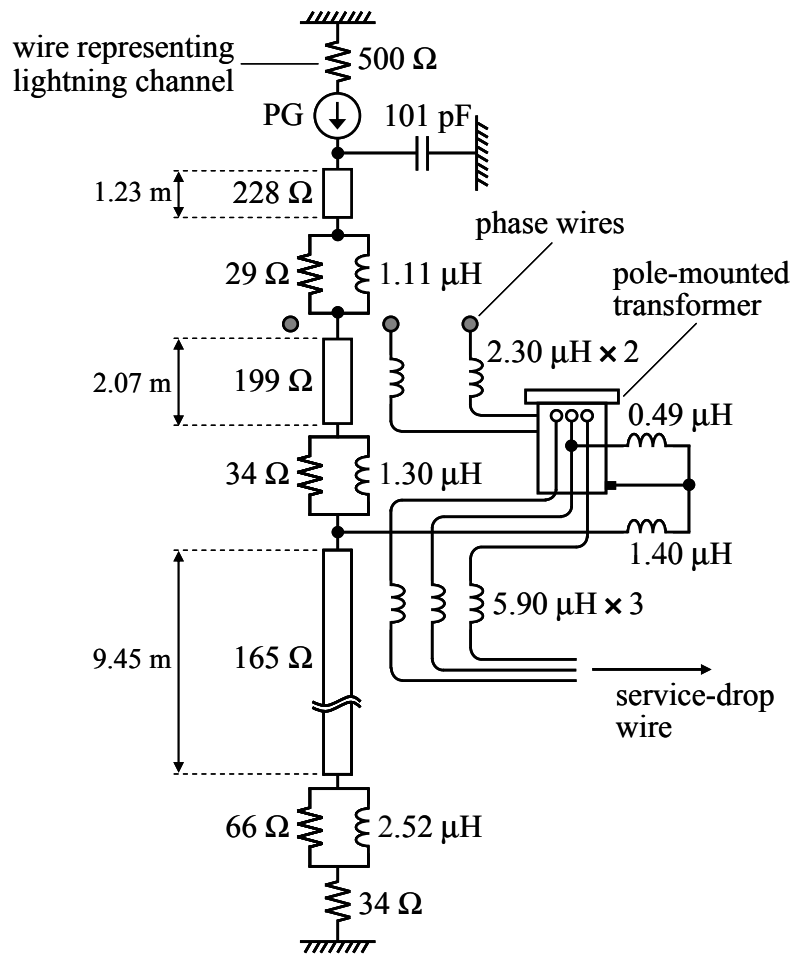 wire representing
lightning channel
500 Ω
PG
101 pF
1.23 m
228 Ω
phase wires
29 Ω
1.11 μH
pole-mounted
transformer
2.30 μH × 2
2.07 m
199 Ω
0.49 μH
34 Ω
1.30 μH
1.40 μH
5.90 μH × 3
9.45 m
165 Ω
service-drop
wire
66 Ω
2.52 μH
34 Ω